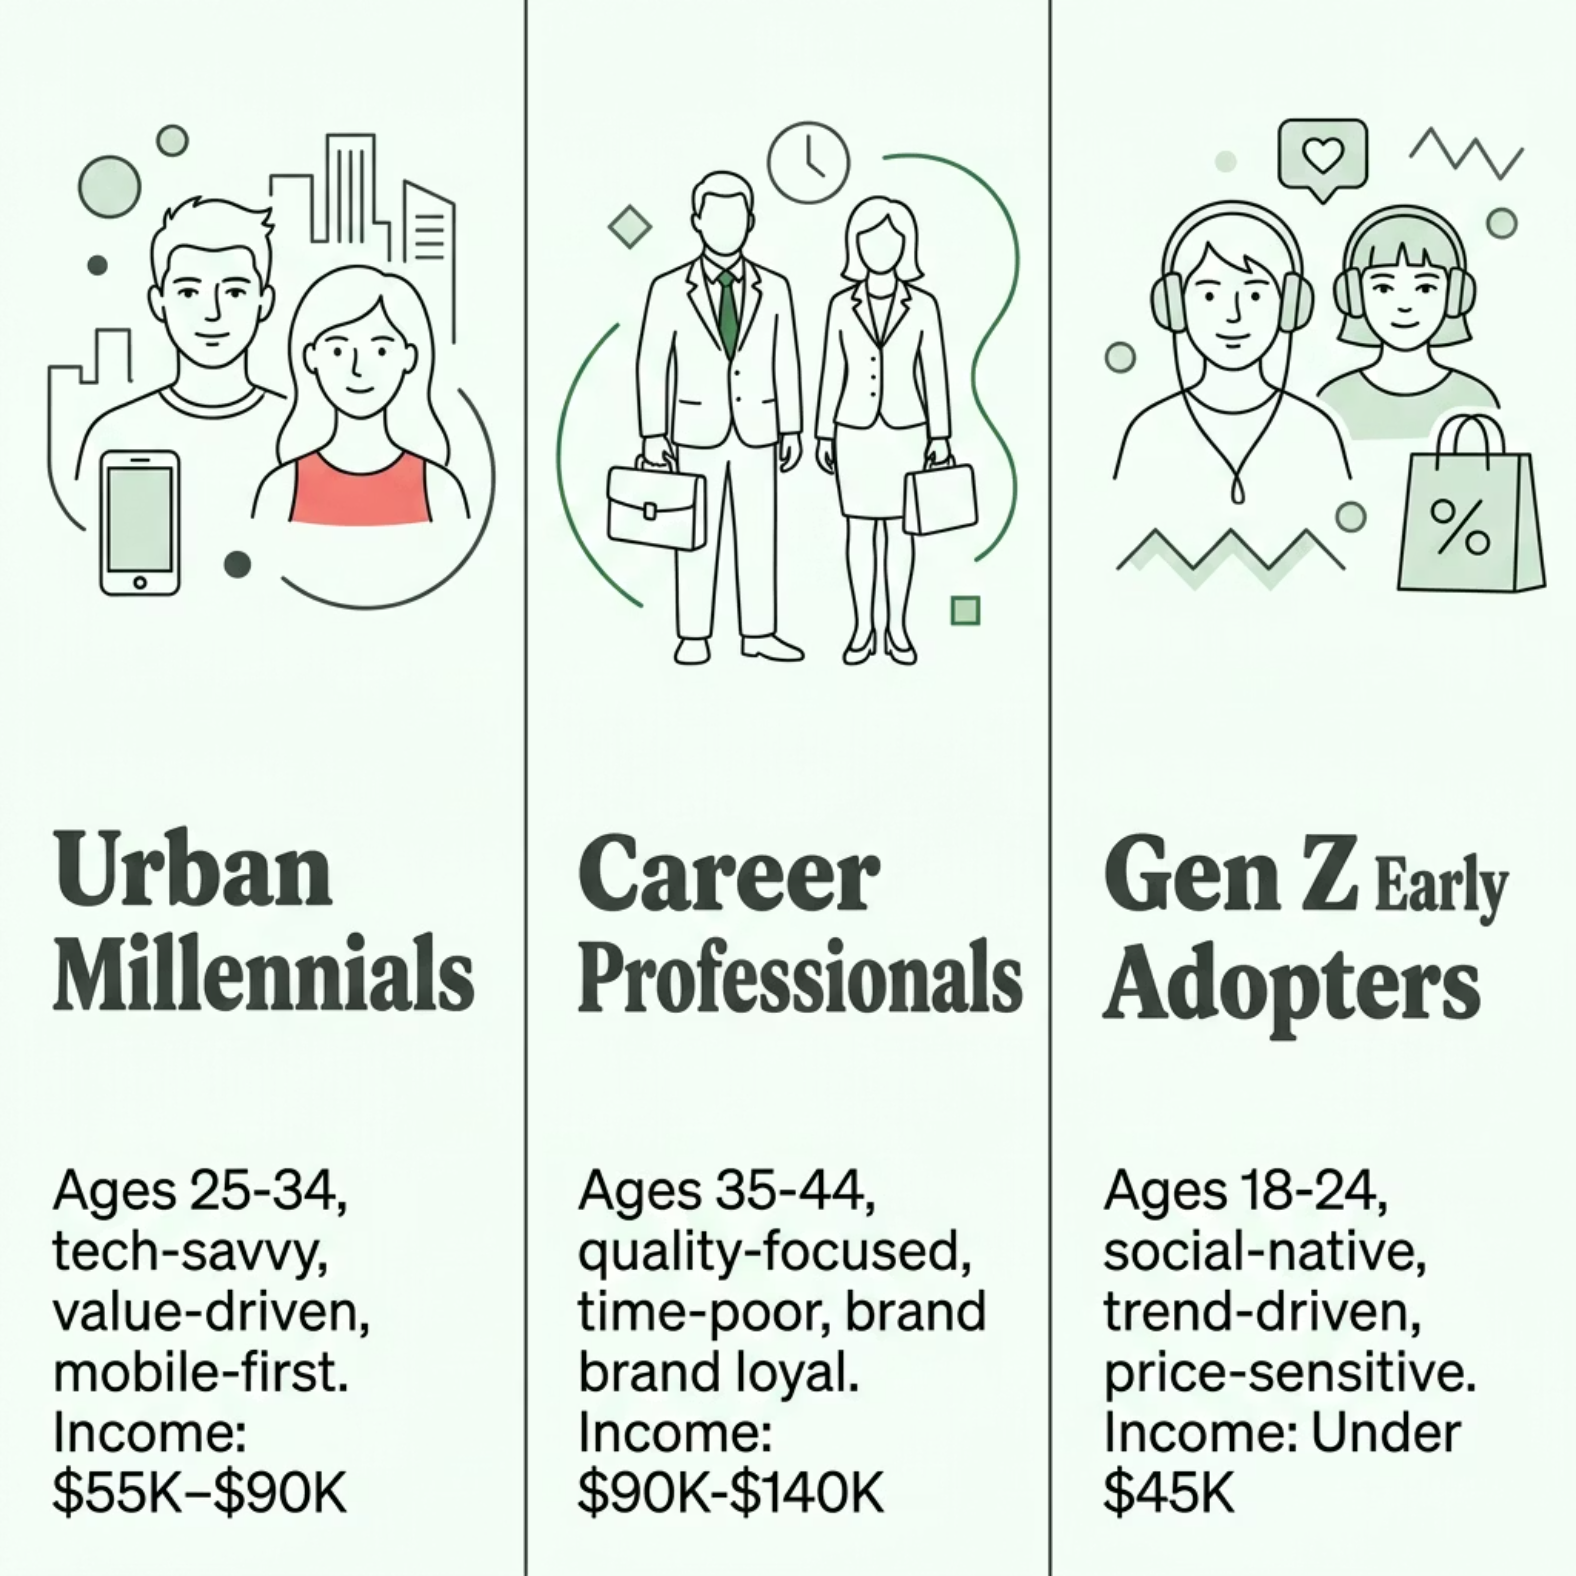 Urban
Millennials
Ages 25-34,
tech-savvy,
value-driven,
mobile-first.
Income:
$55K–$90K
Career
Professionals
Ages 35-44,
quality-focused,
time-poor, brand
brand loyal.
Income:
$90K-$140K
%
Gen Z Early
Adopters
Ages 18-24,
social-native,
trend-driven,
price-sensitive.
Income: Under
$45K